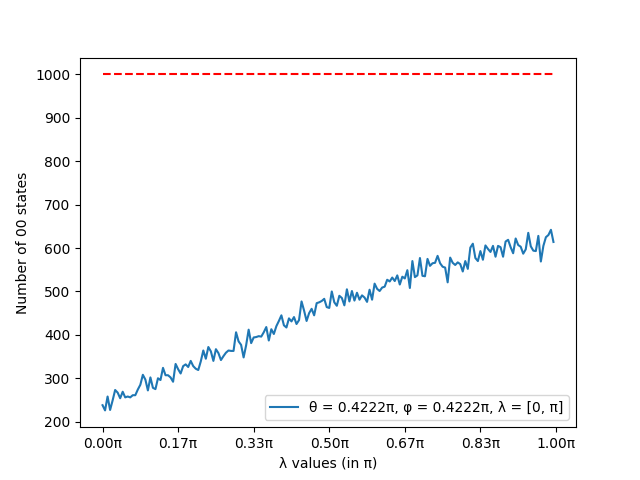 1000
900
800
700
600
500
400
300
200
Number of 00 states
0.00π 0.17π 0.33π 0.50π 0.67π 0.83π 1.00π
λ values (in π)
θ = 0.4222π, φ = 0.4222π, λ = [0, π]